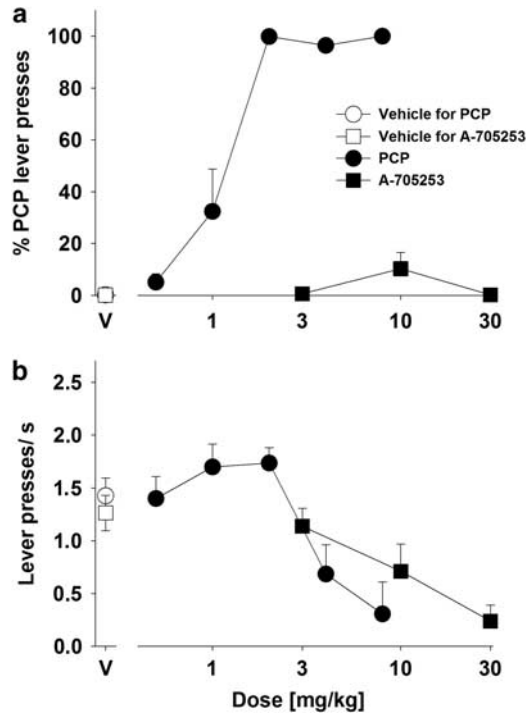 a
100
80
60
40
20
0
% PCP lever presses
Vehicle for PCP
Vehicle for A-705253
PCP
A-705253
V 1 3 10 30
b
2.5
2.0
1.5
1.0
0.5
0.0
Lever presses/ s
V 1 3 10 30
Dose [mg/kg]